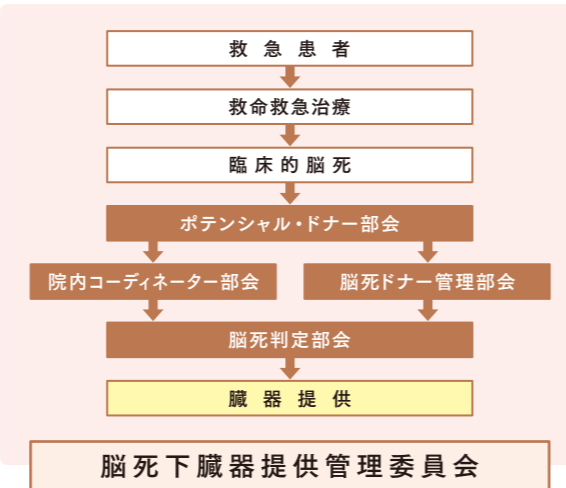 救急患者
救命救急治療
臨床的脳死
ポテンシャル・ドナー部会
院内コーディネーター部会
脳死ドナー管理部会
脳死判定部会
臓器提供
脳死下臓器提供管理委員会